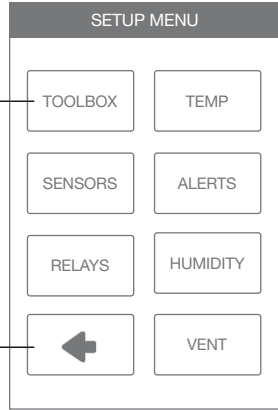 SETUP MENU
TOOLBOX
TEMP
SENSORS
ALERTS
RELAYS
HUMIDITY
VENT